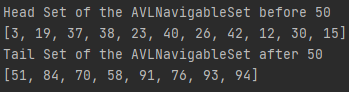 Head Set of the AVLNavigableSet before 50
[3, 19, 37, 38, 23, 40, 26, 42, 12, 30, 15]
Tail Set of the AVLNavigableSet after 50
[51, 84, 70, 58, 91, 76, 93, 94]